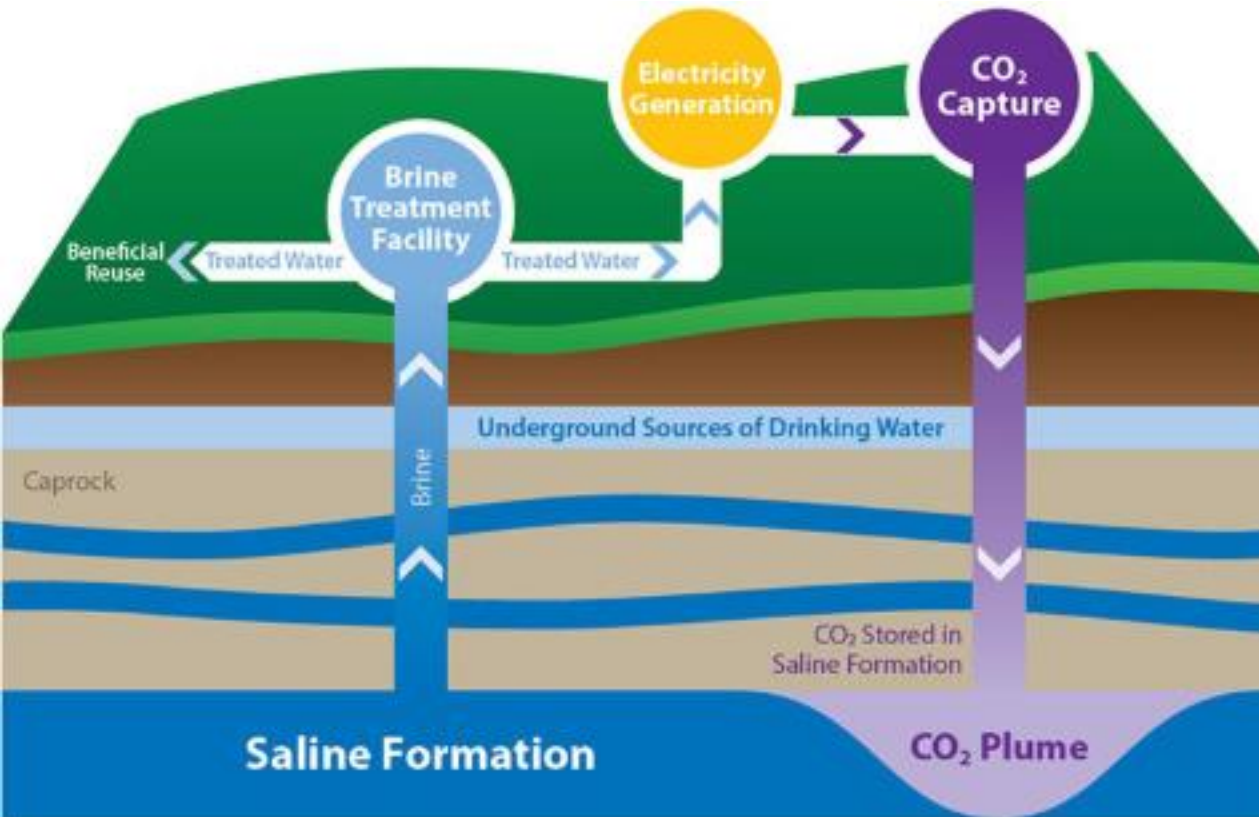 Electricity
Generation
CO₂
Capture
Brine
Treatment
Facility
Beneficial
Reuse
Treated Water
Treated Water
Underground Sources of Drinking Water
Caprock
Brine
CO₂ Stored in
Saline Formation
Saline Formation
CO₂ Plume